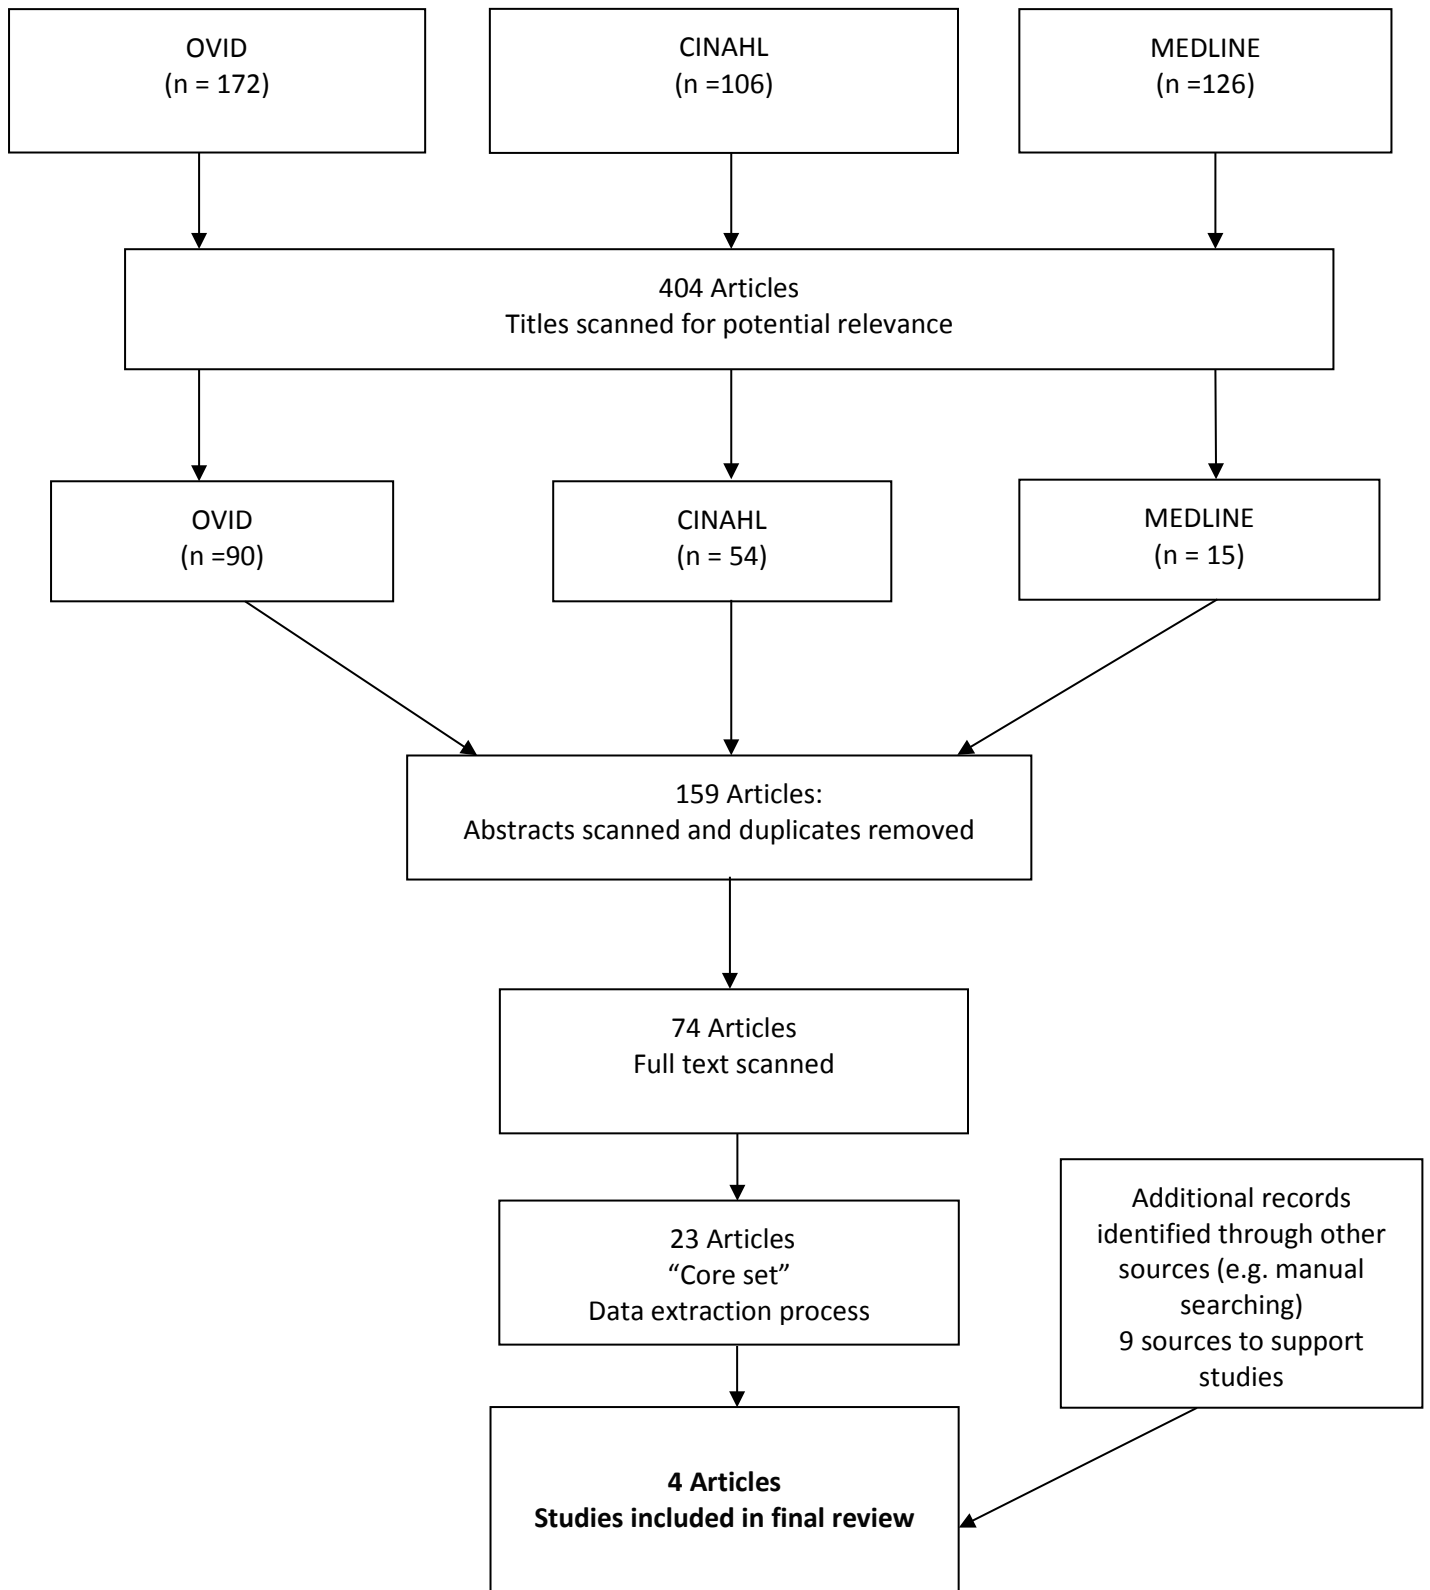 OVID
(n = 172)
CINAHL
(n =106)
MEDLINE
(n =126)
404 Articles
Titles scanned for potential relevance
OVID
(n =90)
CINAHL
(n = 54)
MEDLINE
(n = 15)
159 Articles:
Abstracts scanned and duplicates removed
74 Articles
Full text scanned
23 Articles
“Core set”
Data extraction process
Additional records
identified through other
sources (e.g. manual
searching)
9 sources to support
studies
4 Articles
Studies included in final review